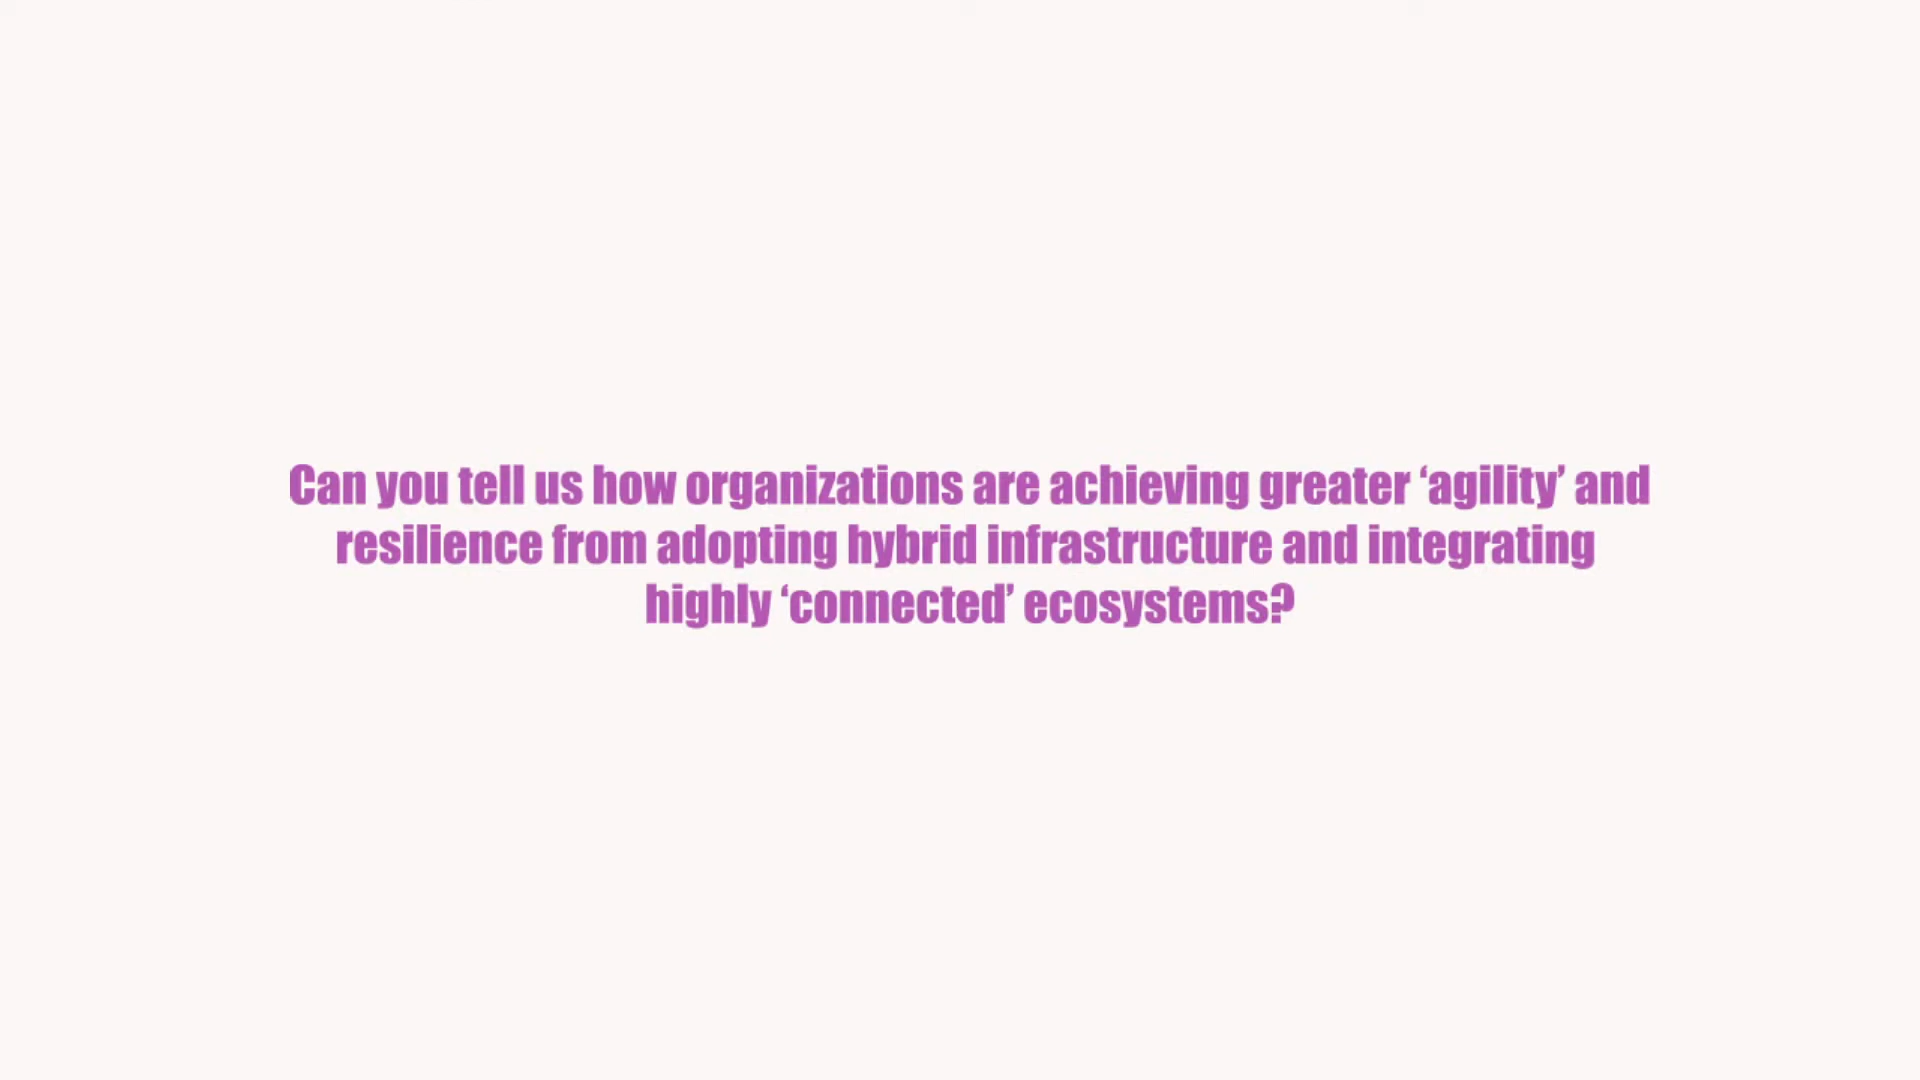 Can you tell us how organizations are achieving greater ‘agility’ and
resilience from adopting hybrid infrastructure and integrating
highly ‘connected’ ecosystems?